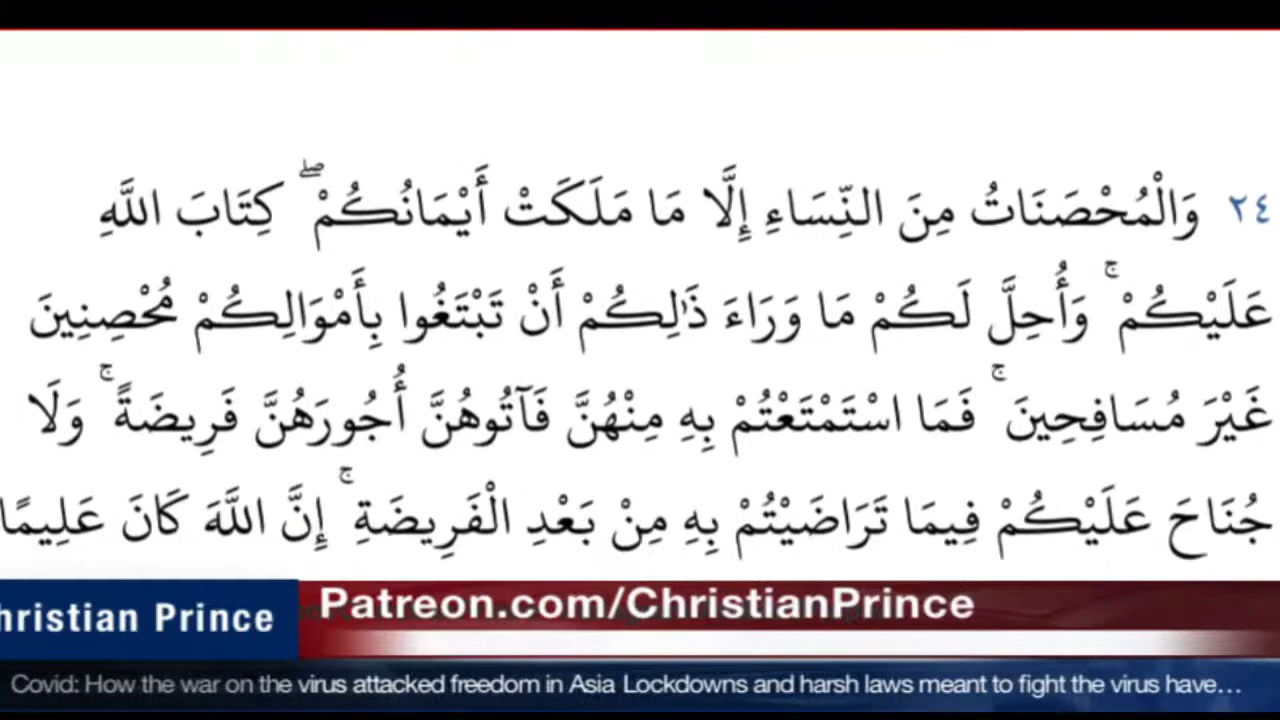 ٢٤ وَالْمُحْصَنَاتُ مِنَ النِّسَاءِ إِلَّا مَا مَلَكَتْ أَيْمَانُكُمْ ۖ كِتَابَ اللَّهِ
عَلَيْكُمْ ۚ وَأُحِلَّ لَكُمْ مَا وَرَاءَ ذَٰلِكُمْ أَنْ تَبْتَغُوا بِأَمْوَالِكُمْ مُحْصِنِينَ
غَيْرَ مُسَافِحِينَ ۚ فَمَا اسْتَمْتَعْتُمْ بِهِ مِنْهُنَّ فَآتُوهُنَّ أُجُورَهُنَّ فَرِيضَةً ۚ وَلَا
جُنَاحَ عَلَيْكُمْ فِيمَا تَرَاضَيْتُمْ بِهِ مِنْ بَعْدِ الْفَرِيضَةِ ۚ إِنَّ اللَّهَ كَانَ عَلِيمًا
hristian Prince
Patreon.com/ChristianPrince
Covid: How the war on the virus attacked freedom in Asia Lockdowns and harsh laws meant to fight the virus have...